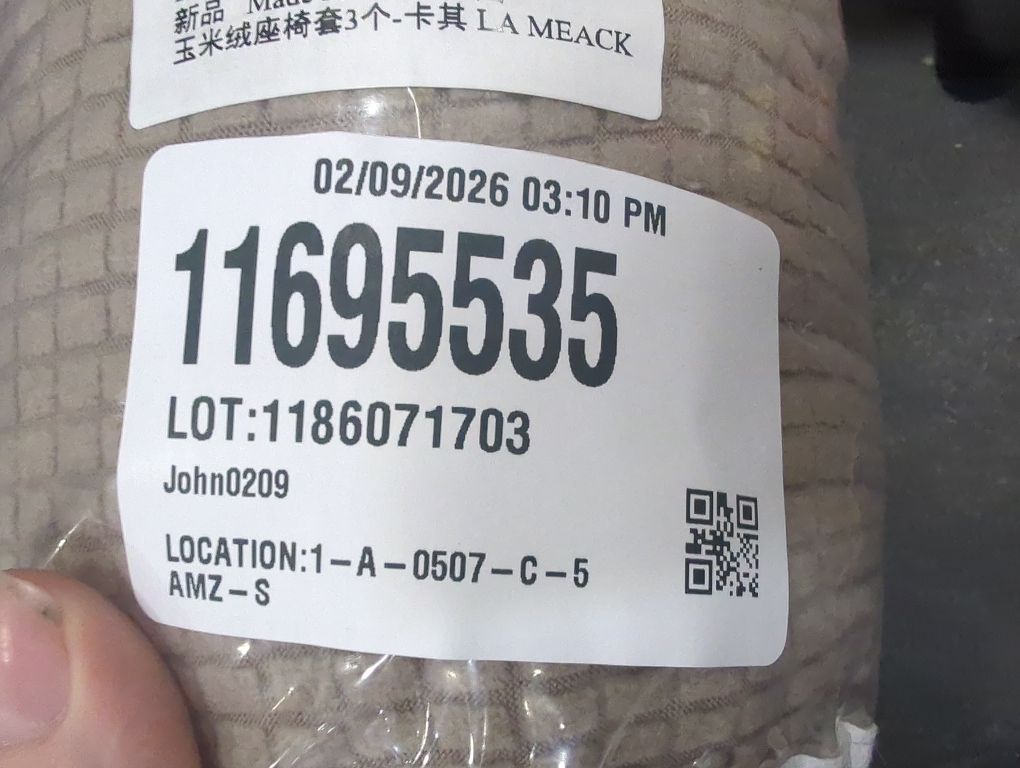 新品 Made
玉米绒座椅套3个-卡其 LA MEACK
02/09/2026 03:10 PM
11695535
LOT:1186071703
John0209
LOCATION:1-A-0507-C-5
AMZ-S